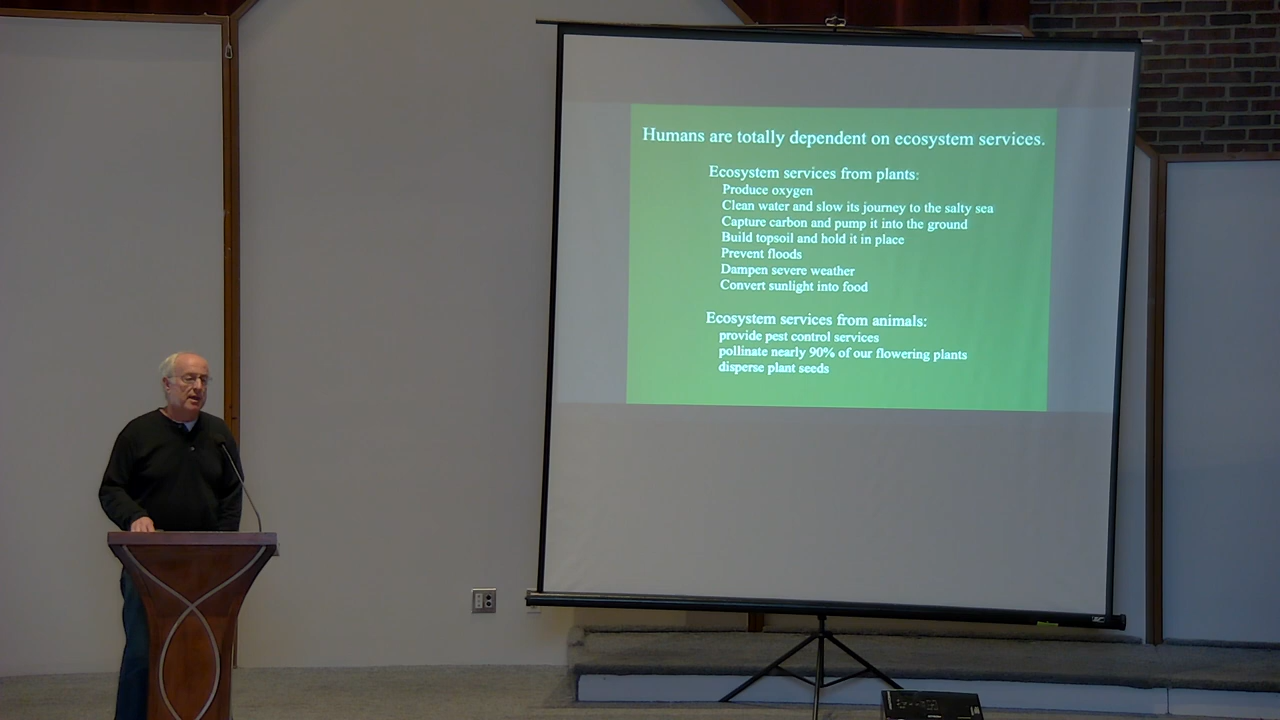 Humans are totally dependent on ecosystem services.
Ecosystem services from plants:
Produce oxygen
Clean water and slow its journey to the salty sea
Capture carbon and pump it into the ground
Build topsoil and hold it in place
Prevent floods
Dampen severe weather
Convert sunlight into food
Ecosystem services from animals:
provide pest control services
pollinate nearly 90% of our flowering plants
disperse plant seeds